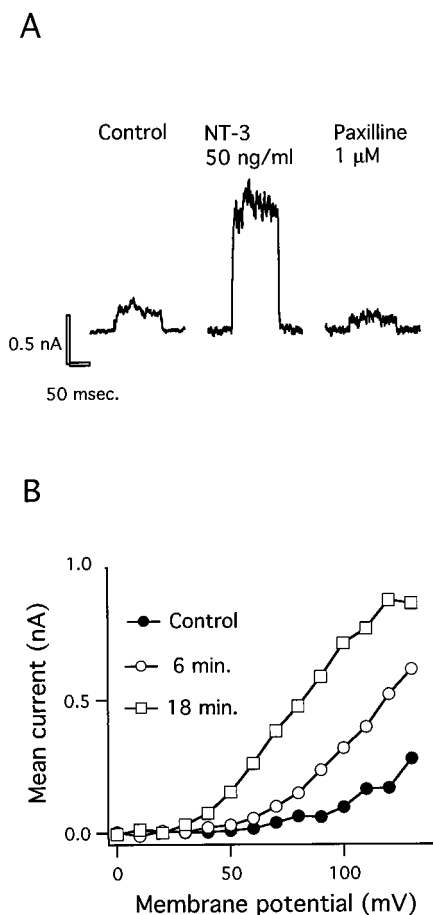 A
Control
NT-3
50 ng/ml
Paxilline
1 μM
0.5 nA
50 msec.
B
1.0
0.5
0.0
Mean current (nA)
Control
6 min.
18 min.
0
50
100
Membrane potential (mV)